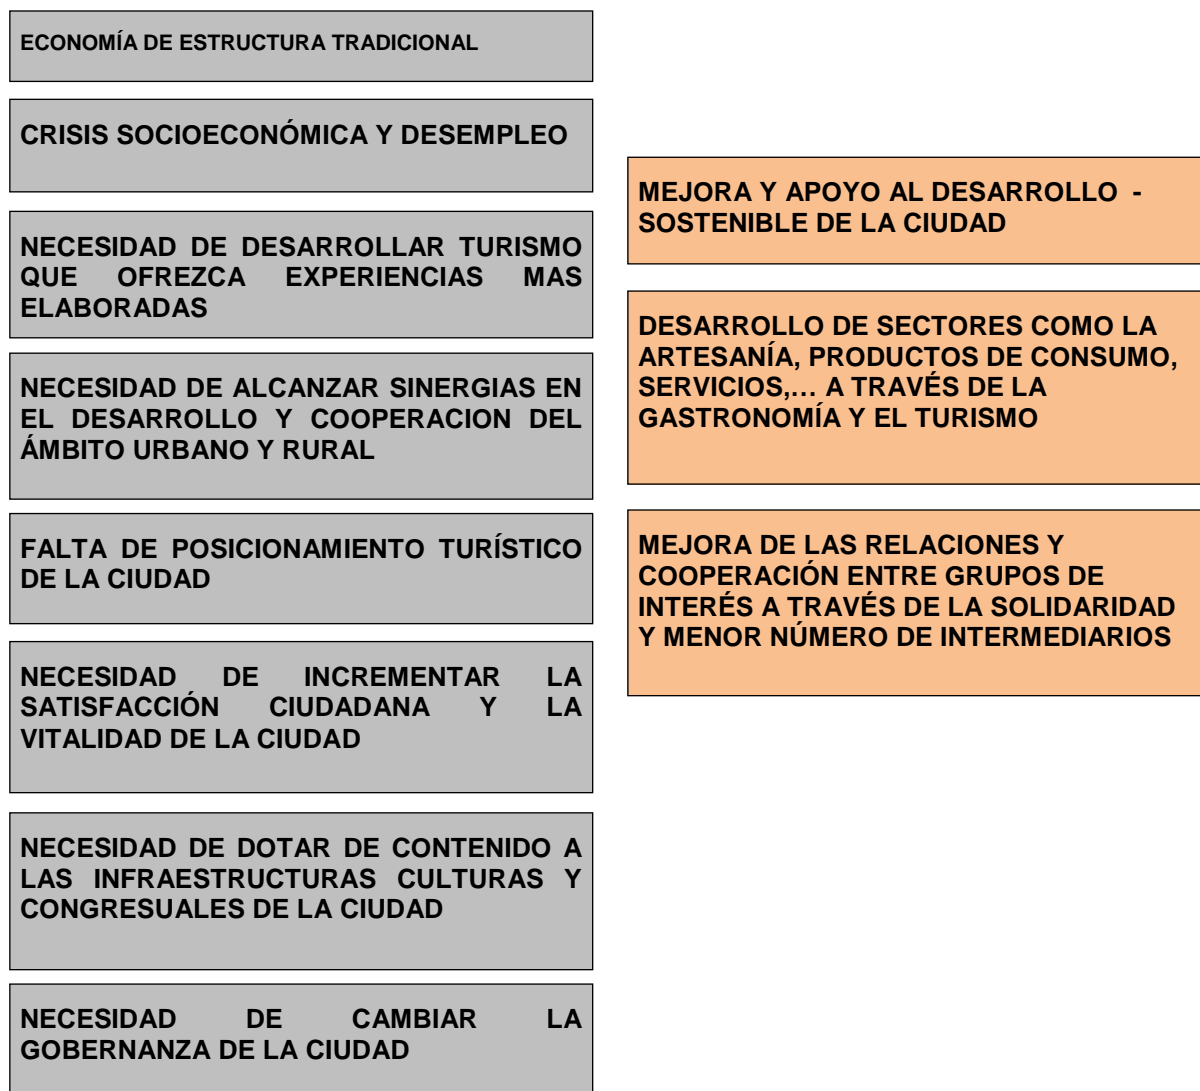 ECONOMÍA DE ESTRUCTURA TRADICIONAL
CRISIS SOCIOECONÓMICA Y DESEMPLEO
NECESIDAD DE DESARROLLAR TURISMO
QUE OFREZCA EXPERIENCIAS MAS
ELABORADAS
NECESIDAD DE ALCANZAR SINERGIAS EN
EL DESARROLLO Y COOPERACION DEL
ÁMBITO URBANO Y RURAL
FALTA DE POSICIONAMIENTO TURÍSTICO
DE LA CIUDAD
NECESIDAD DE INCREMENTAR LA
SATISFACCIÓN CIUDADANA Y LA
VITALIDAD DE LA CIUDAD
NECESIDAD DE DOTAR DE CONTENIDO A
LAS INFRAESTRUCTURAS CULTURAS Y
CONGRESUALES DE LA CIUDAD
NECESIDAD DE CAMBIAR LA
GOBERNANZA DE LA CIUDAD
MEJORA Y APOYO AL DESARROLLO -
SOSTENIBLE DE LA CIUDAD
DESARROLLO DE SECTORES COMO LA
ARTESANÍA, PRODUCTOS DE CONSUMO,
SERVICIOS,… A TRAVÉS DE LA
GASTRONOMÍA Y EL TURISMO
MEJORA DE LAS RELACIONES Y
COOPERACIÓN ENTRE GRUPOS DE
INTERÉS A TRAVÉS DE LA SOLIDARIDAD
Y MENOR NÚMERO DE INTERMEDIARIOS